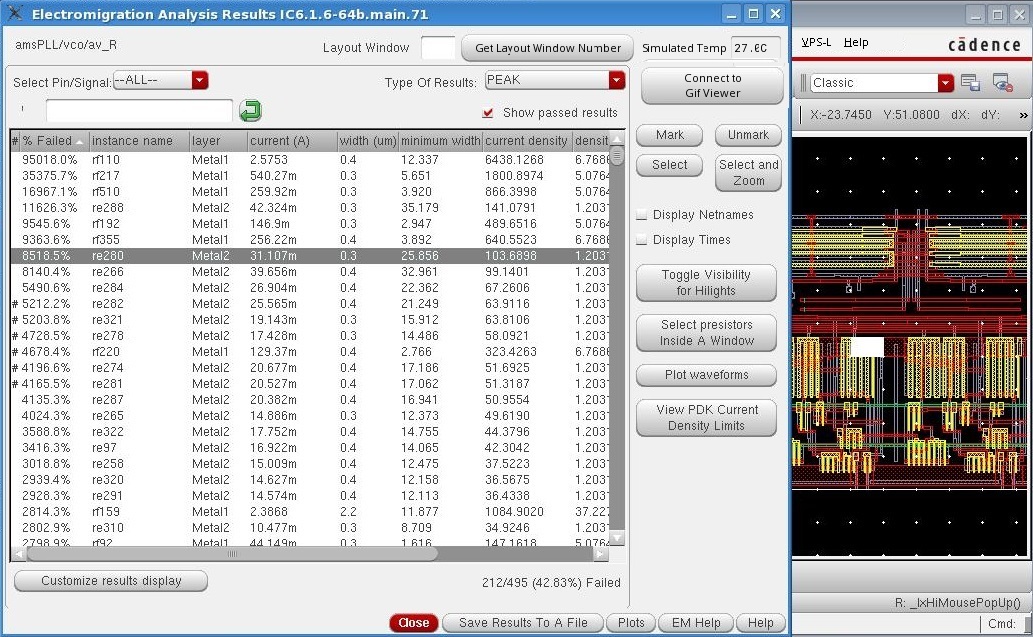 Electromigration Analysis Results IC6.1.6-64b.main.71
amsPLL/vco/av_R
Layout Window
Get Layout Window Number
Simulated Temp 27.0C
Select Pin/Signal: --ALL--
Type Of Results: PEAK
Connect to
Gif Viewer
Show passed results
# % Failed instance name layer current (A) width (um) minimum width current density densit
95018.0% rf110 Metal1 2.5753 0.4 12.337 6438.1268 6.7686
35375.7% rf217 Metal1 540.27m 0.3 5.651 1800.8974 5.0764
16967.1% rf510 Metal1 259.92m 0.3 3.920 866.3998 5.0764
11626.3% re288 Metal2 42.324m 0.3 35.179 141.0791 1.2031
9545.6% rf192 Metal1 146.9m 0.3 2.947 469.6516 5.0764
9363.6% rf355 Metal1 256.22m 0.4 3.892 640.5523 6.7686
8518.5% re280 Metal2 31.107m 0.3 25.856 103.6898 1.2031
8140.4% re266 Metal2 39.656m 0.4 32.961 99.1401 1.2031
5490.6% re284 Metal2 26.904m 0.4 22.362 67.2606 1.2031
# 5212.2% re282 Metal2 25.565m 0.4 21.249 63.9116 1.2031
# 5203.8% re321 Metal2 19.143m 0.3 15.912 63.8106 1.2031
# 4728.5% re278 Metal2 17.428m 0.3 14.486 58.0921 1.2031
# 4678.4% rf220 Metal1 129.37m 0.4 2.766 323.4263 6.7686
# 4196.6% re274 Metal2 20.677m 0.4 17.186 51.6925 1.2031
# 4165.5% re281 Metal2 20.527m 0.4 17.062 51.3187 1.2031
4135.3% re287 Metal2 20.382m 0.4 16.941 50.9554 1.2031
4024.3% re265 Metal2 14.886m 0.3 12.373 49.6190 1.2031
3588.8% re322 Metal2 17.752m 0.4 14.755 44.3796 1.2031
3416.3% re97 Metal2 16.922m 0.4 14.065 42.3042 1.2031
3018.8% re258 Metal2 15.009m 0.4 12.475 37.5223 1.2031
2939.4% re320 Metal2 14.627m 0.4 12.158 36.5675 1.2031
2928.3% re291 Metal2 14.574m 0.4 12.113 36.4338 1.2031
2814.3% rf159 Metal1 2.3868 2.2 11.877 1084.9020 37.227
2802.9% re310 Metal2 10.477m 0.3 8.709 34.9246 1.2031
2798.9% rf92 Metal1 44.149m 0.3 1.616 147.1618 5.0764
Mark
Unmark
Select
Select and
Zoom
Display Netnames
Display Times
Toggle Visibility
for Hilights
Select presistors
Inside A Window
Plot waveforms
View PDK Current
Density Limits
Customize results display
212/495 (42.83%) Failed
Close
Save Results To A File
Plots
EM Help
Help
VPS-L Help
cādence
Classic
X:-23.7450 Y:51.0800 dX: dY: »
R: _lxHiMousePopUp()
Cmd: